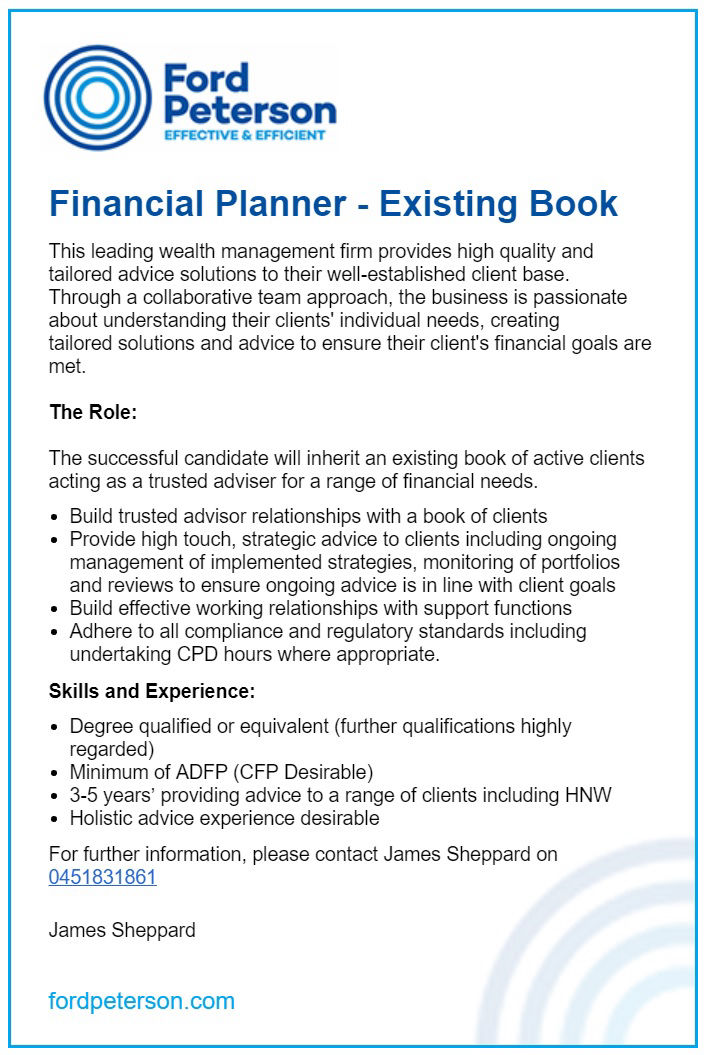 Ford
Peterson
EFFECTIVE & EFFICIENT
Financial Planner - Existing Book
This leading wealth management firm provides high quality and
tailored advice solutions to their well-established client base.
Through a collaborative team approach, the business is passionate
about understanding their clients' individual needs, creating
tailored solutions and advice to ensure their client's financial goals are
met.
The Role:
The successful candidate will inherit an existing book of active clients
acting as a trusted adviser for a range of financial needs.
• Build trusted advisor relationships with a book of clients
• Provide high touch, strategic advice to clients including ongoing
management of implemented strategies, monitoring of portfolios
and reviews to ensure ongoing advice is in line with client goals
• Build effective working relationships with support functions
• Adhere to all compliance and regulatory standards including
undertaking CPD hours where appropriate.
Skills and Experience:
• Degree qualified or equivalent (further qualifications highly
regarded)
• Minimum of ADFP (CFP Desirable)
• 3-5 years’ providing advice to a range of clients including HNW
• Holistic advice experience desirable
For further information, please contact James Sheppard on
0451831861
James Sheppard
fordpeterson.com